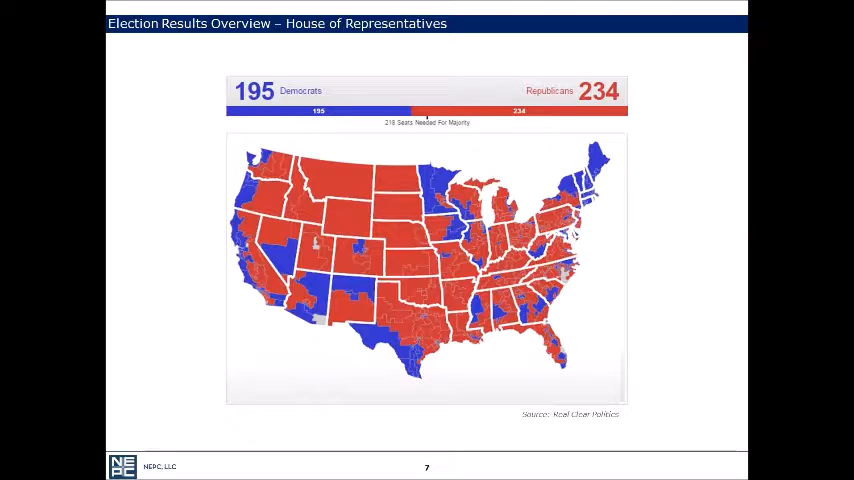 Election Results Overview – House of Representatives
195 Democrats Republicans 234
195 234
218 Seats Needed For Majority
Source: Real Clear Politics
NEPC NEPC, LLC 7